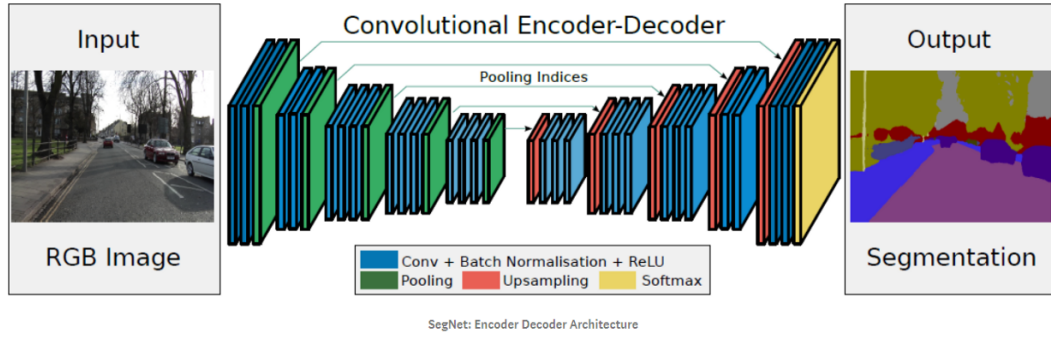 Input
RGB Image
Convolutional Encoder-Decoder
Pooling Indices
Conv + Batch Normalisation + ReLU
Pooling Upsampling Softmax
Output
Segmentation
SegNet: Encoder Decoder Architecture